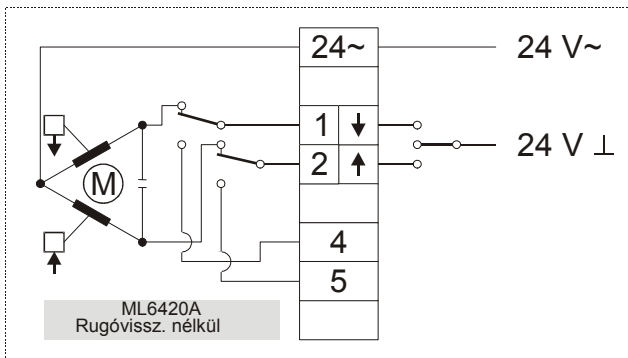 24~ 24 V~
1 ↓
2 ↑
24 V ⊥
M
4
5
ML6420A
Rugóvissz. nélkül